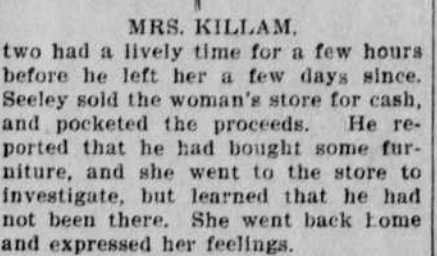 MRS. KILLAM.
two had a lively time for a few hours
before he left her a few days since.
Seeley sold the woman's store for cash,
and pocketed the proceeds. He re-
ported that he had bought some fur-
niture, and she went to the store to
investigate, but learned that he had
not been there. She went back home
and expressed her feelings.